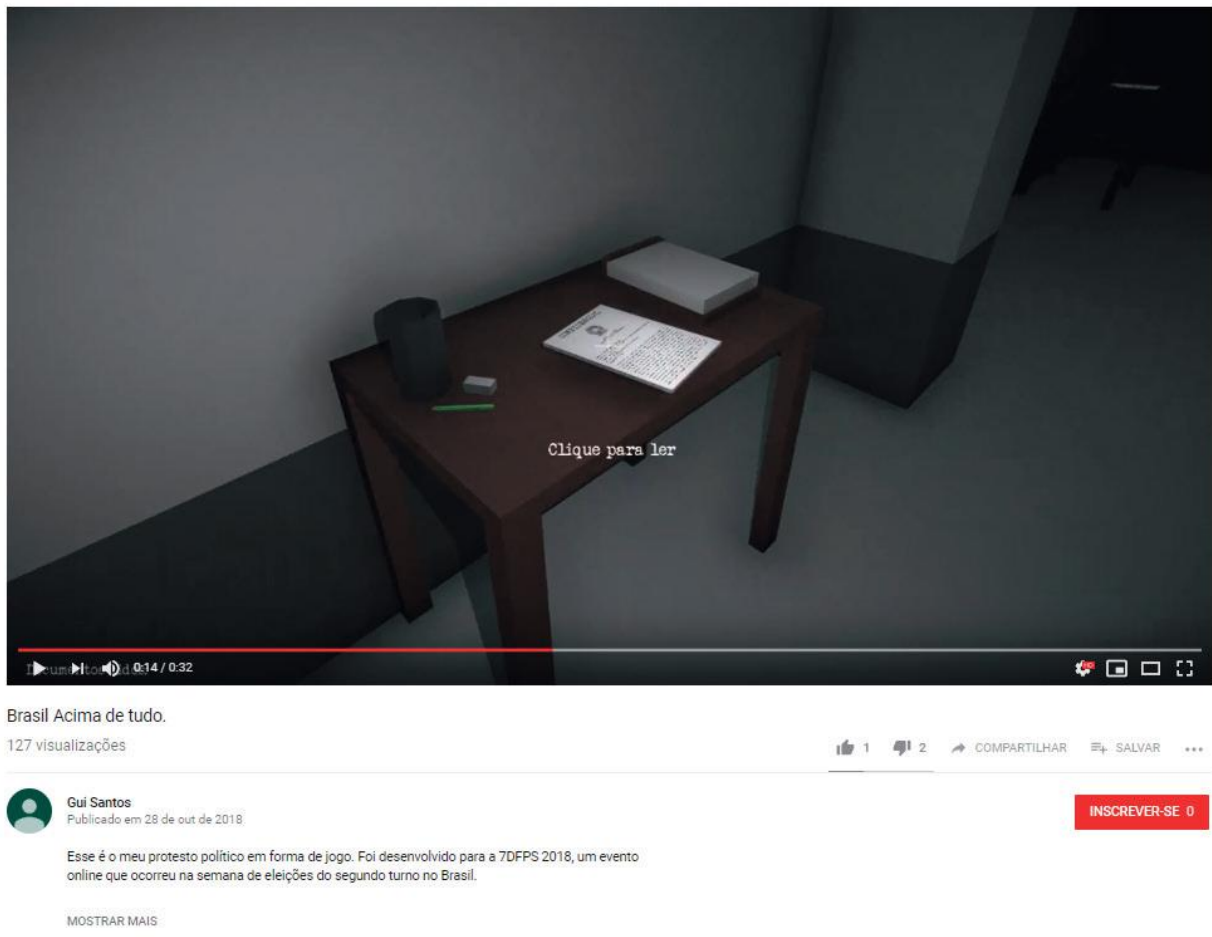 Clique para ler
0:14 / 0:32
Brasil Acima de tudo.
127 visualizações
1
2
COMPARTILHAR
SALVAR
Gui Santos
Publicado em 28 de out de 2018
INSCREVER-SE 0
Esse é o meu protesto político em forma de jogo. Foi desenvolvido para a 7DFPS 2018, um evento
online que ocorreu na semana de eleições do segundo turno no Brasil.
MOSTRAR MAIS